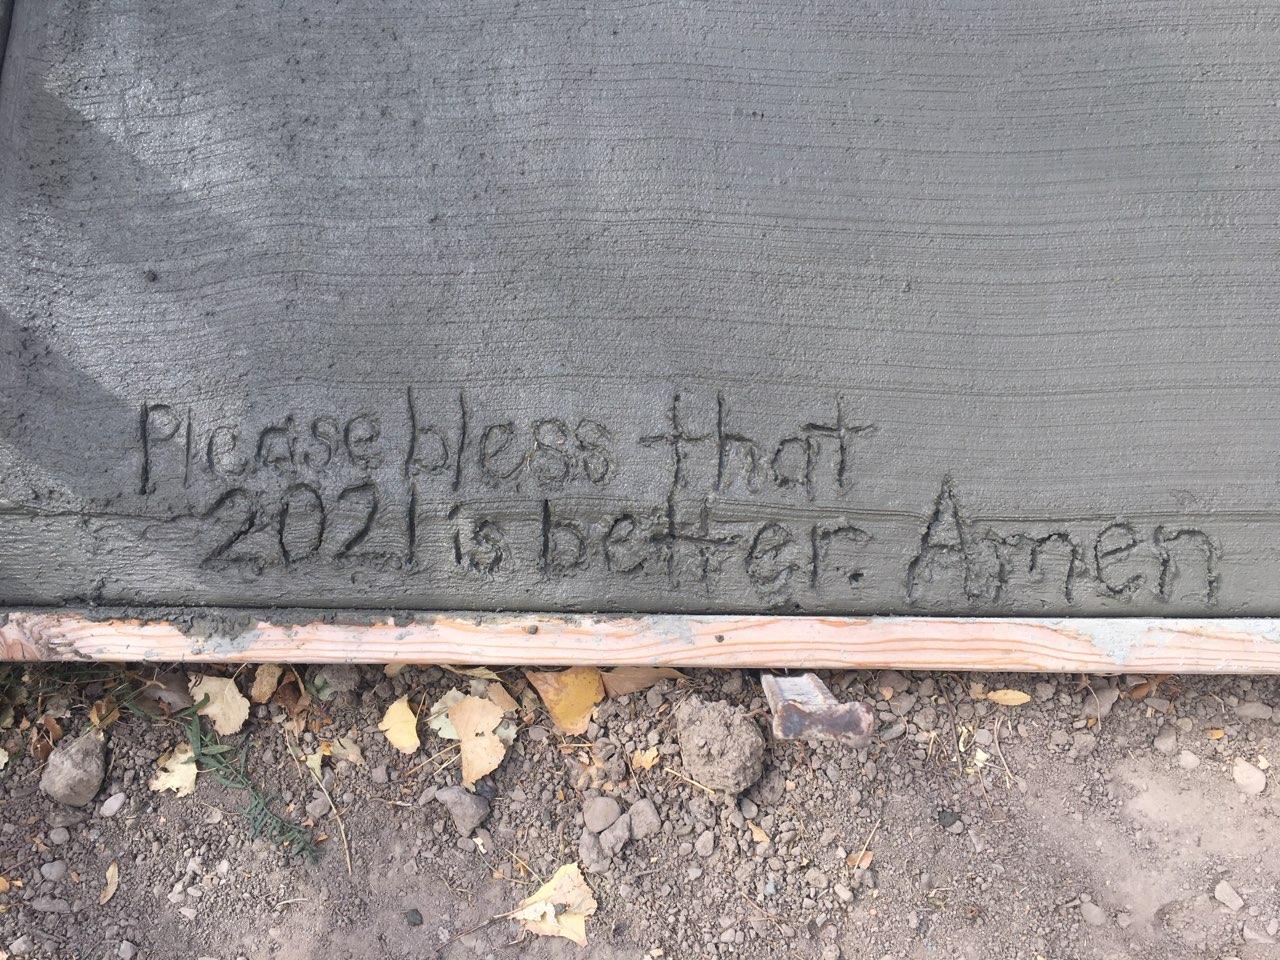 Please bless that
2021 is better. Amen